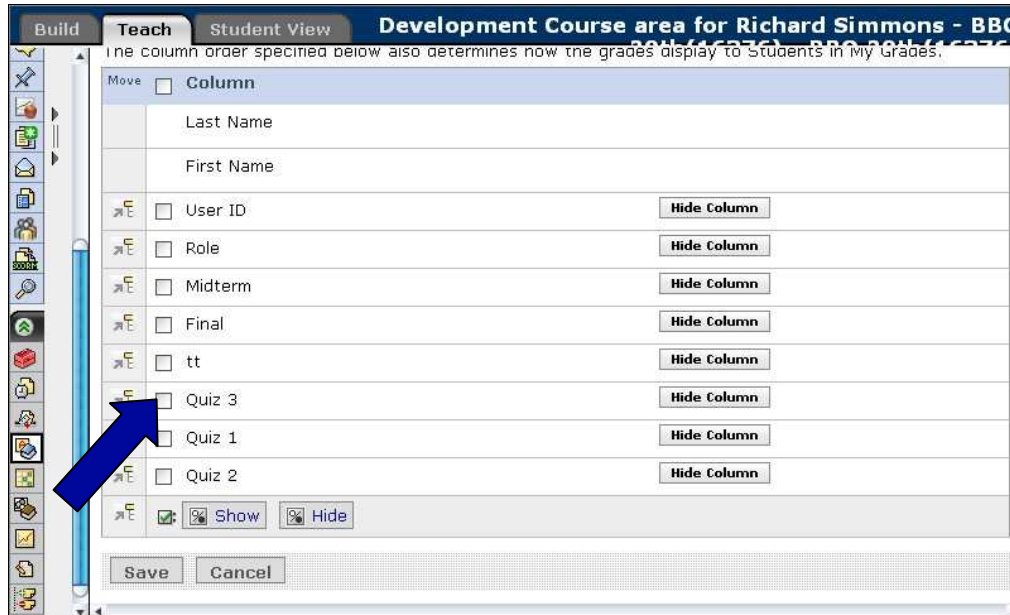 Build Teach Student View Development Course area for Richard Simmons - BBC
The column order specified below also determines how the grades display to Students in My Grades.
Move Column
Last Name
First Name
User ID Hide Column
Role Hide Column
Midterm Hide Column
Final Hide Column
tt Hide Column
Quiz 3 Hide Column
Quiz 1 Hide Column
Quiz 2 Hide Column
Show Hide
Save Cancel